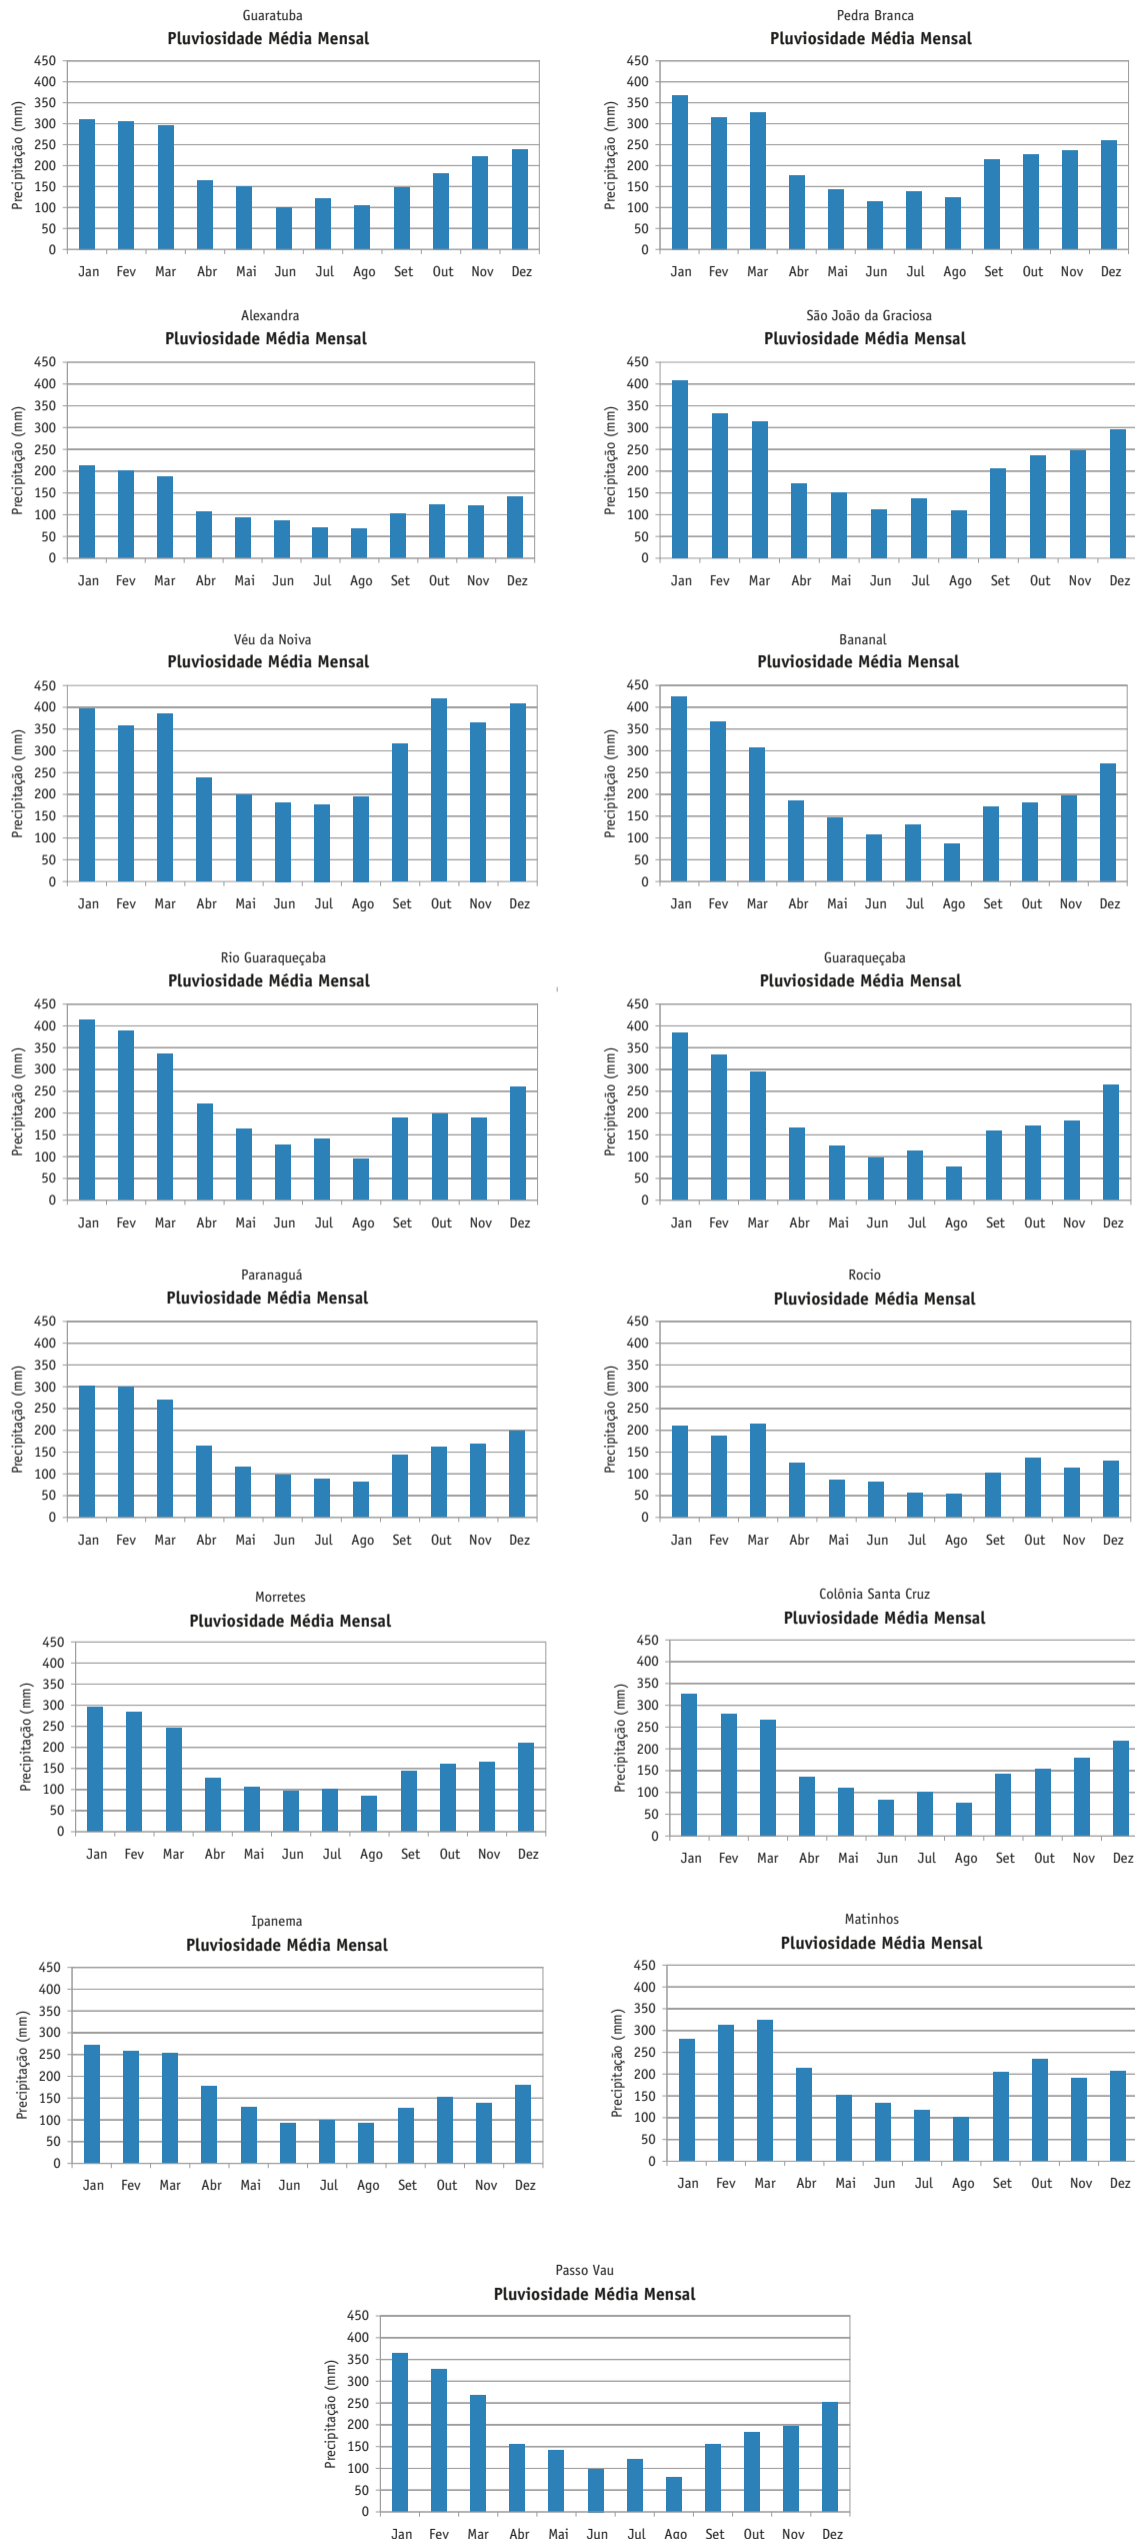 Guaratuba
Pluviosidade Média Mensal
Precipitação (mm)
450
400
350
300
250
200
150
100
50
0
Jan Fev Mar Abr Mai Jun Jul Ago Set Out Nov Dez
Pedra Branca
Pluviosidade Média Mensal
Precipitação (mm)
450
400
350
300
250
200
150
100
50
0
Jan Fev Mar Abr Mai Jun Jul Ago Set Out Nov Dez
Alexandra
Pluviosidade Média Mensal
Precipitação (mm)
450
400
350
300
250
200
150
100
50
0
Jan Fev Mar Abr Mai Jun Jul Ago Set Out Nov Dez
São João da Graciosa
Pluviosidade Média Mensal
Precipitação (mm)
450
400
350
300
250
200
150
100
50
0
Jan Fev Mar Abr Mai Jun Jul Ago Set Out Nov Dez
Véu da Noiva
Pluviosidade Média Mensal
Precipitação (mm)
450
400
350
300
250
200
150
100
50
0
Jan Fev Mar Abr Mai Jun Jul Ago Set Out Nov Dez
Bananal
Pluviosidade Média Mensal
Precipitação (mm)
450
400
350
300
250
200
150
100
50
0
Jan Fev Mar Abr Mai Jun Jul Ago Set Out Nov Dez
Rio Guaraqueçaba
Pluviosidade Média Mensal
Precipitação (mm)
450
400
350
300
250
200
150
100
50
0
Jan Fev Mar Abr Mai Jun Jul Ago Set Out Nov Dez
Guaraqueçaba
Pluviosidade Média Mensal
Precipitação (mm)
450
400
350
300
250
200
150
100
50
0
Jan Fev Mar Abr Mai Jun Jul Ago Set Out Nov Dez
Paranaguá
Pluviosidade Média Mensal
Precipitação (mm)
450
400
350
300
250
200
150
100
50
0
Jan Fev Mar Abr Mai Jun Jul Ago Set Out Nov Dez
Rocio
Pluviosidade Média Mensal
Precipitação (mm)
450
400
350
300
250
200
150
100
50
0
Jan Fev Mar Abr Mai Jun Jul Ago Set Out Nov Dez
Morretes
Pluviosidade Média Mensal
Precipitação (mm)
450
400
350
300
250
200
150
100
50
0
Jan Fev Mar Abr Mai Jun Jul Ago Set Out Nov Dez
Colônia Santa Cruz
Pluviosidade Média Mensal
Precipitação (mm)
450
400
350
300
250
200
150
100
50
0
Jan Fev Mar Abr Mai Jun Jul Ago Set Out Nov Dez
Ipanema
Pluviosidade Média Mensal
Precipitação (mm)
450
400
350
300
250
200
150
100
50
0
Jan Fev Mar Abr Mai Jun Jul Ago Set Out Nov Dez
Matinhos
Pluviosidade Média Mensal
Precipitação (mm)
450
400
350
300
250
200
150
100
50
0
Jan Fev Mar Abr Mai Jun Jul Ago Set Out Nov Dez
Passo Vau
Pluviosidade Média Mensal
Precipitação (mm)
450
400
350
300
250
200
150
100
50
0
Jan Fev Mar Abr Mai Jun Jul Ago Set Out Nov Dez